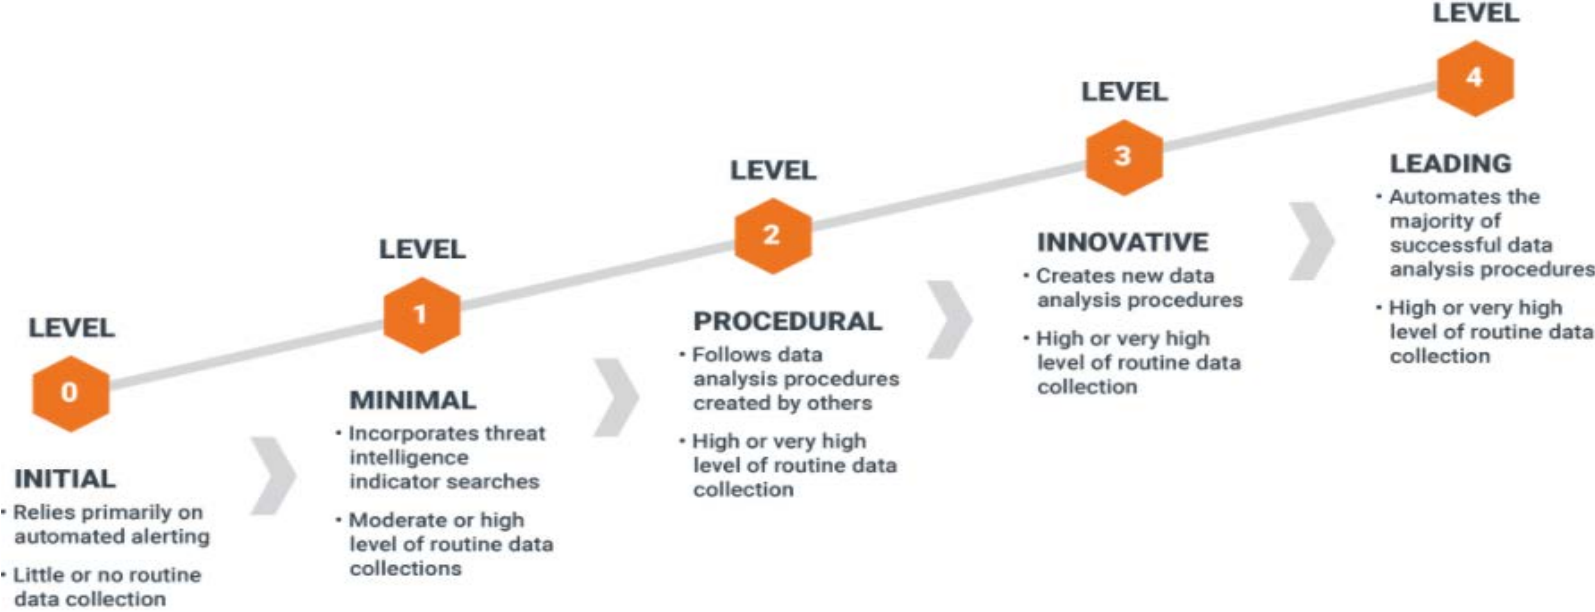 LEVEL
0
INITIAL
• Relies primarily on
automated alerting
• Little or no routine
data collection
LEVEL
1
MINIMAL
• Incorporates threat
intelligence
indicator searches
• Moderate or high
level of routine data
collections
LEVEL
2
PROCEDURAL
• Follows data
analysis procedures
created by others
• High or very high
level of routine data
collection
LEVEL
3
INNOVATIVE
• Creates new data
analysis procedures
• High or very high
level of routine data
collection
LEVEL
4
LEADING
• Automates the
majority of
successful data
analysis procedures
• High or very high
level of routine data
collection